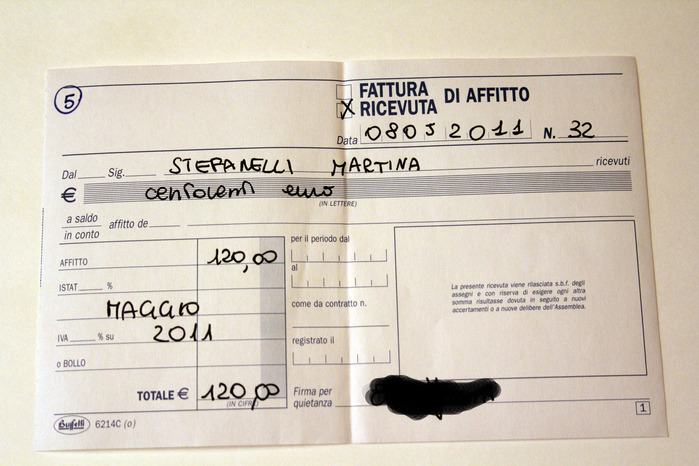 5
FATTURA
X RICEVUTA DI AFFITTO
Data 08 05 2011 N. 32
Dal Sig. STEPANELLI MARTINA ricevuti
€ centoventi euro
(IN LETTERE)
a saldo
in conto affitto de
AFFITTO 120,00
ISTAT %
MAGGIO
IVA % su 2011
o BOLLO
TOTALE € 120,00
(IN CIFRE)
Buffetti 6214C (o)
per il periodo dal
al
come da contratto n.
registrato il
Firma per
quietanza
La presente ricevuta viene rilasciata s.b.f. degli
assegni e con riserva di esigere ogni altra
somma risultasse dovuta in seguito a nuovi
accertamenti o a nuove delibere dell'Assemblea.
1